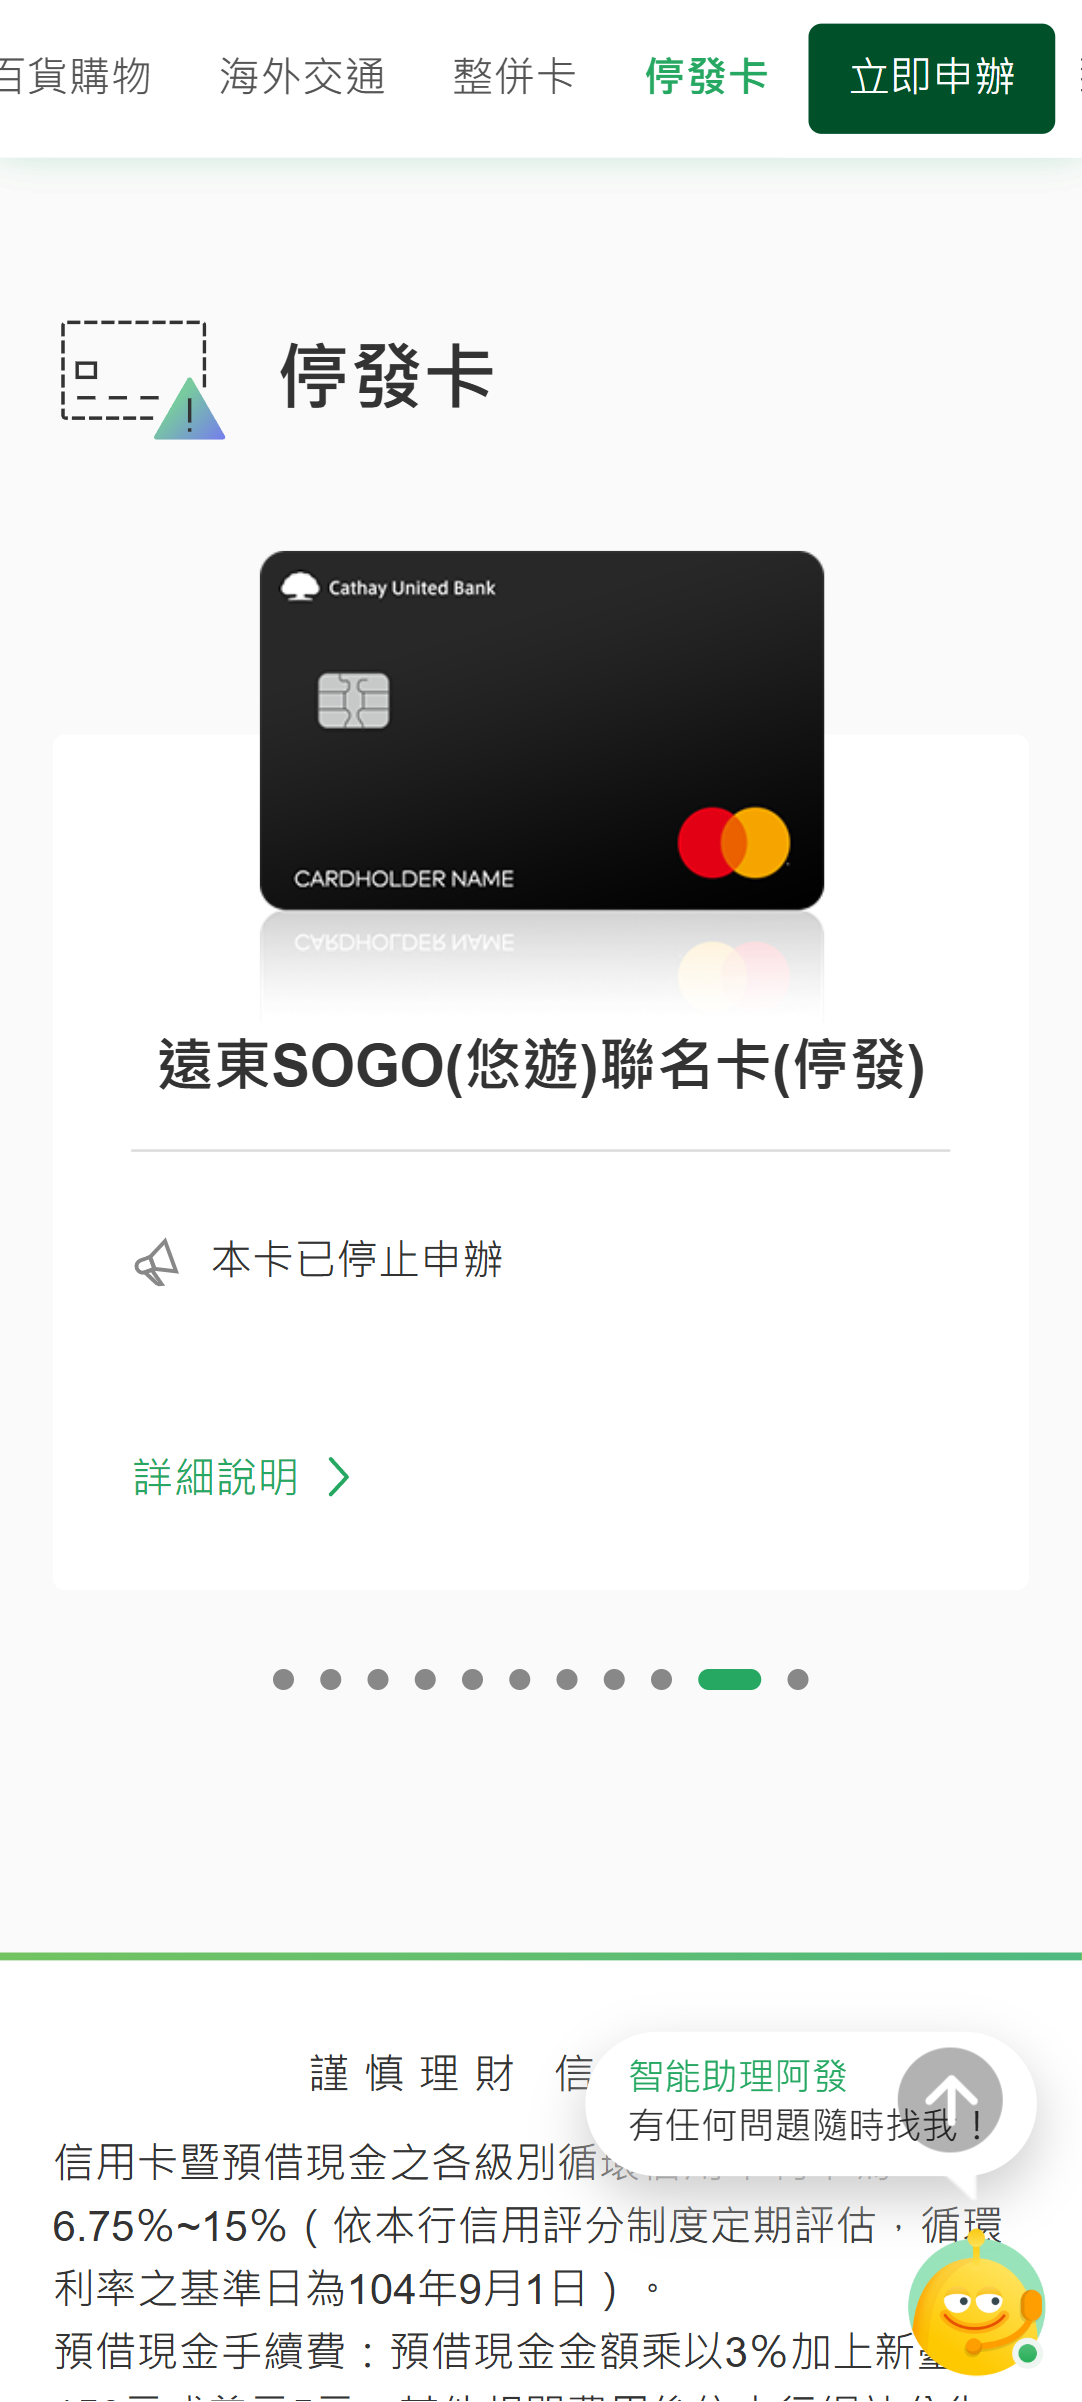 百貨購物 海外交通 整併卡 停發卡 立即申辦
停發卡
Cathay United Bank
CARDHOLDER NAME
遠東SOGO(悠遊)聯名卡(停發)
本卡已停止申辦
詳細說明
謹慎理財 信
智能助理阿發
有任何問題隨時找我！
信用卡暨預借現金之各級別循環信用
6.75%~15%（依本行信用評分制度定期評估，循環
利率之基準日為104年9月1日）。
預借現金手續費：預借現金金額乘以3%加上新臺